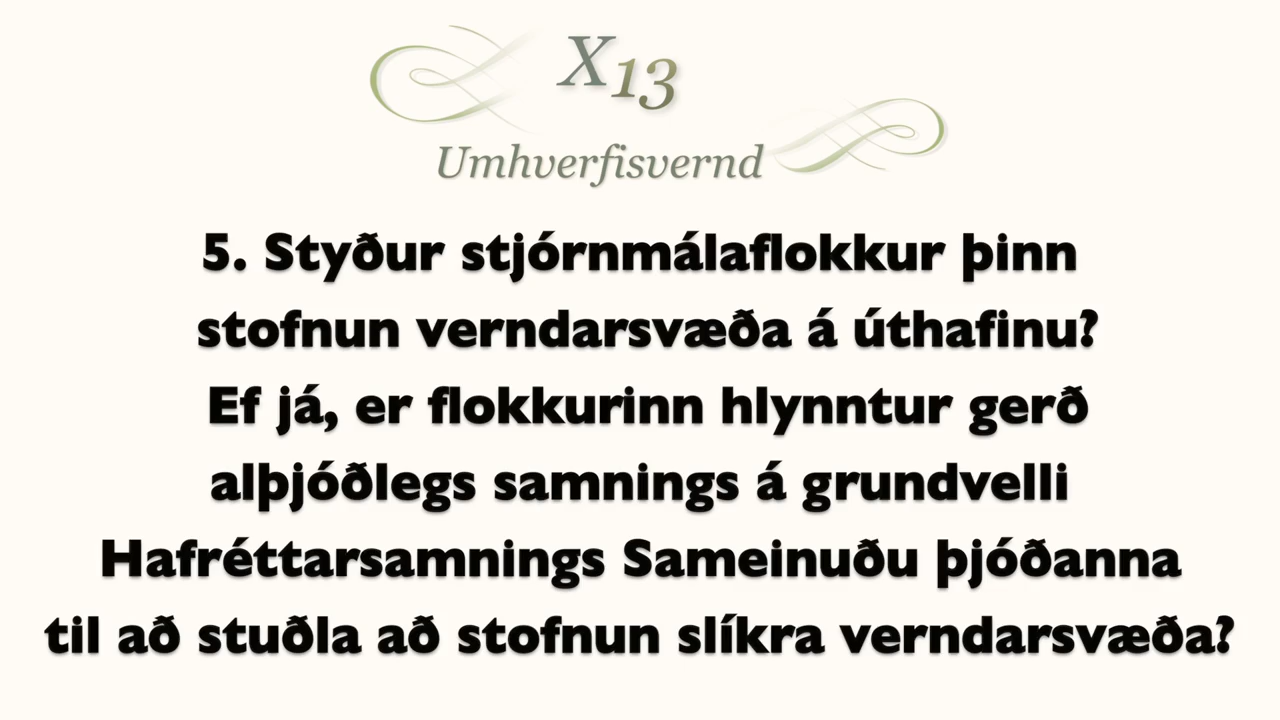 X13
Umhverfisvernd
5. Styður stjórnmálaflokkur þinn
stofnun verndarsvæða á úthafinu?
Ef já, er flokkurinn hlynntur gerð
alþjóðlegs samnings á grundvelli
Hafréttarsamnings Sameinuðu þjóðanna
til að stuðla að stofnun slíkra verndarsvæða?